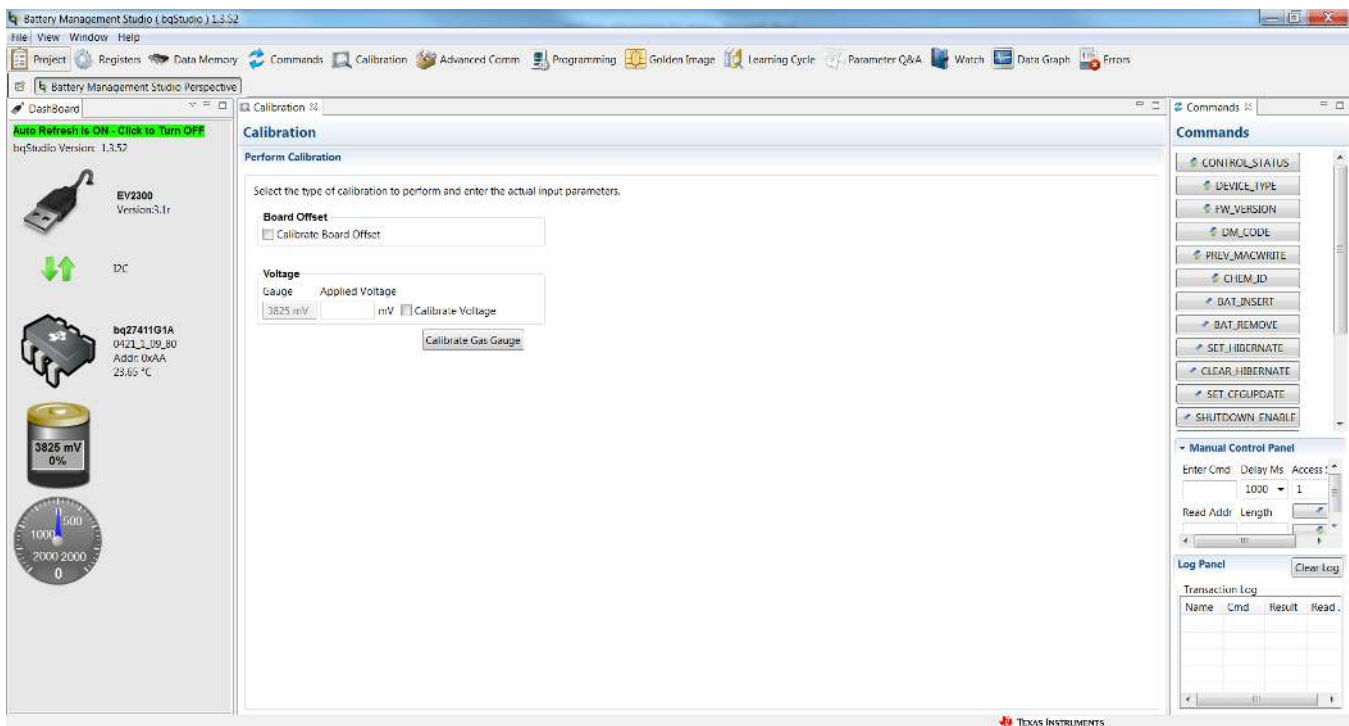 Battery Management Studio ( bqStudio ) 1.3.52
File View Window Help
Project Registers Data Memory Commands Calibration Advanced Comm Programming Golden Image Learning Cycle Parameter Q&A Watch Data Graph Errors
Battery Management Studio Perspective
DashBoard
Auto Refresh is ON - Click to Turn OFF
bqStudio Version: 1.3.52
EV2300
Version:3.1r
I2C
bq27411G1A
0421_1_09_80
Addr: 0xAA
23.65 °C
3825 mV
0%
500
1000
2000 2000
0
Calibration
Calibration
Perform Calibration
Select the type of calibration to perform and enter the actual input parameters.
Board Offset
Calibrate Board Offset
Voltage
Gauge Applied Voltage
3825 mV mV Calibrate Voltage
Calibrate Gas Gauge
Commands
Commands
CONTROL_STATUS
DEVICE_TYPE
FW_VERSION
DM_CODE
PREV_MACWRITE
CHEM_ID
BAT_INSERT
BAT_REMOVE
SET_HIBERNATE
CLEAR_HIBERNATE
SET_CFGUPDATE
SHUTDOWN_ENABLE
Manual Control Panel
Enter Cmd Delay Ms Access
1000 1
Read Addr Length
Log Panel Clear Log
Transaction Log
Name Cmd Result Read
TEXAS INSTRUMENTS